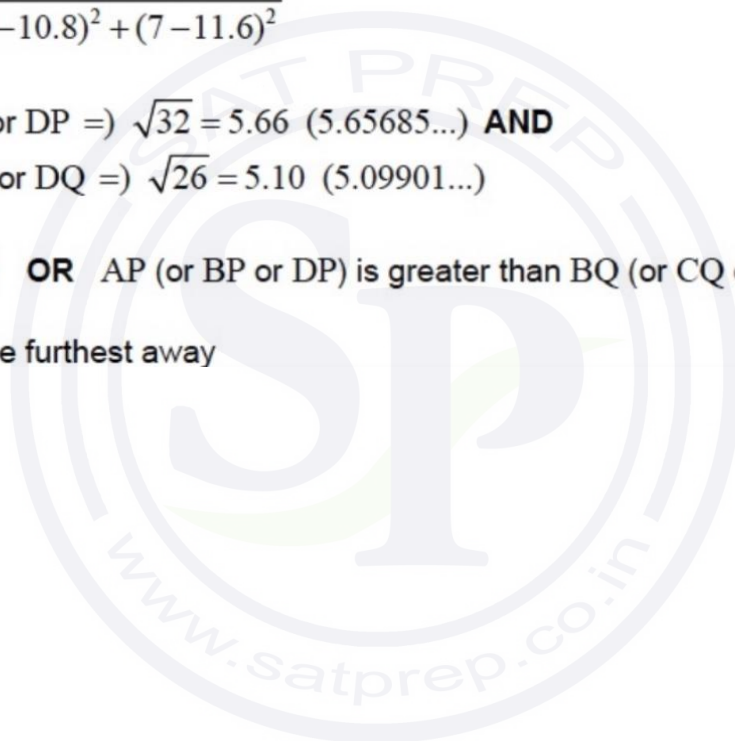 −10.8)² + (7 −11.6)²
or DP =) √32 = 5.66 (5.65685...) AND
or DQ =) √26 = 5.10 (5.09901...)
OR AP (or BP or DP) is greater than BQ (or CQ
e furthest away
SAT PREP
SP
www.satprep.co.in